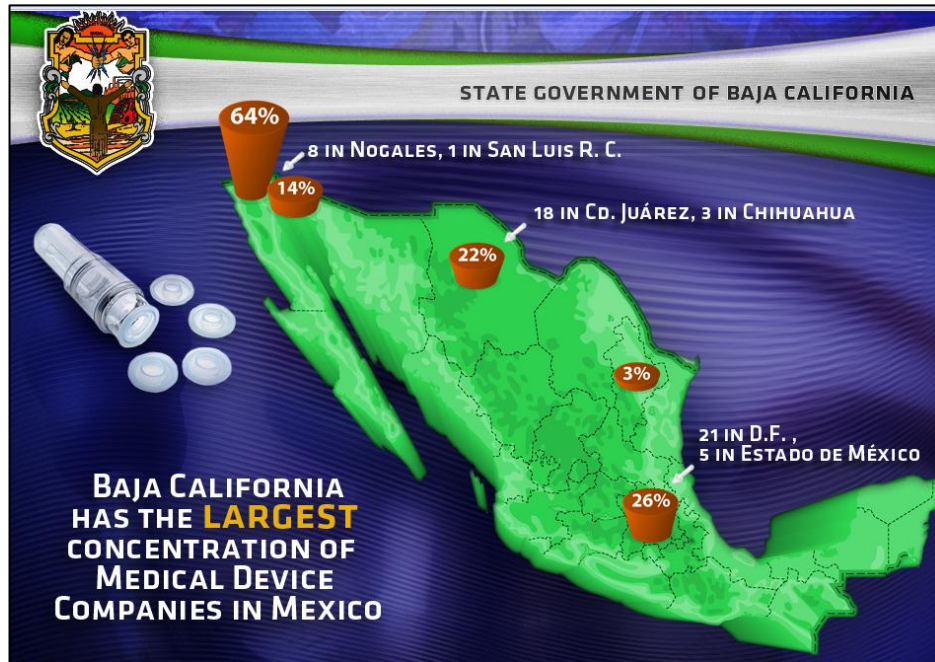 STATE GOVERNMENT OF BAJA CALIFORNIA
64%
8 IN NOGALES, 1 IN SAN LUIS R. C.
14%
18 IN CD. JUÁREZ, 3 IN CHIHUAHUA
22%
3%
21 IN D.F. ,
5 IN ESTADO DE MÉXICO
26%
BAJA CALIFORNIA
HAS THE LARGEST
CONCENTRATION OF
MEDICAL DEVICE
COMPANIES IN MEXICO